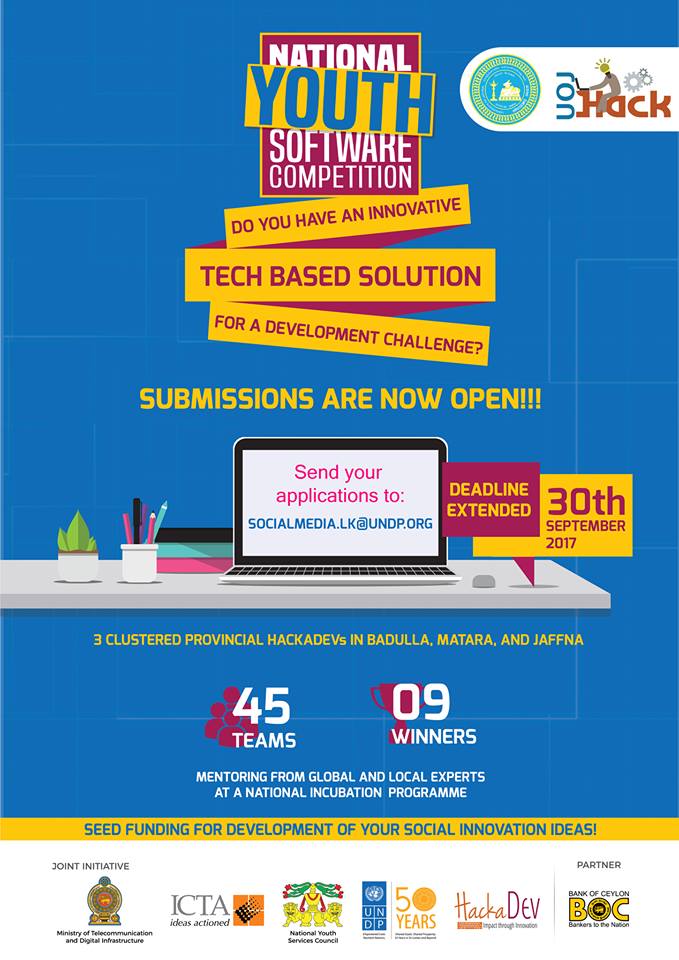 NATIONAL
YOUTH
SOFTWARE
COMPETITION
UOJ
Hack
DO YOU HAVE AN INNOVATIVE
TECH BASED SOLUTION
FOR A DEVELOPMENT CHALLENGE?
SUBMISSIONS ARE NOW OPEN!!!
Send your
applications to:
SOCIALMEDIA.LK@UNDP.ORG
DEADLINE
EXTENDED
30th
SEPTEMBER
2017
3 CLUSTERED PROVINCIAL HACKADEVs IN BADULLA, MATARA, AND JAFFNA
45
TEAMS
09
WINNERS
MENTORING FROM GLOBAL AND LOCAL EXPERTS
AT A NATIONAL INCUBATION PROGRAMME
SEED FUNDING FOR DEVELOPMENT OF YOUR SOCIAL INNOVATION IDEAS!
JOINT INITIATIVE
PARTNER
Ministry of Telecommunication
and Digital Infrastructure
ICTA
ideas actioned
National Youth
Services Council
U N
D P
Empowered lives.
Resilient nations.
50
YEARS
HackaDev
Impact through Innovation
BANK OF CEYLON
BOC
Bankers to the Nation